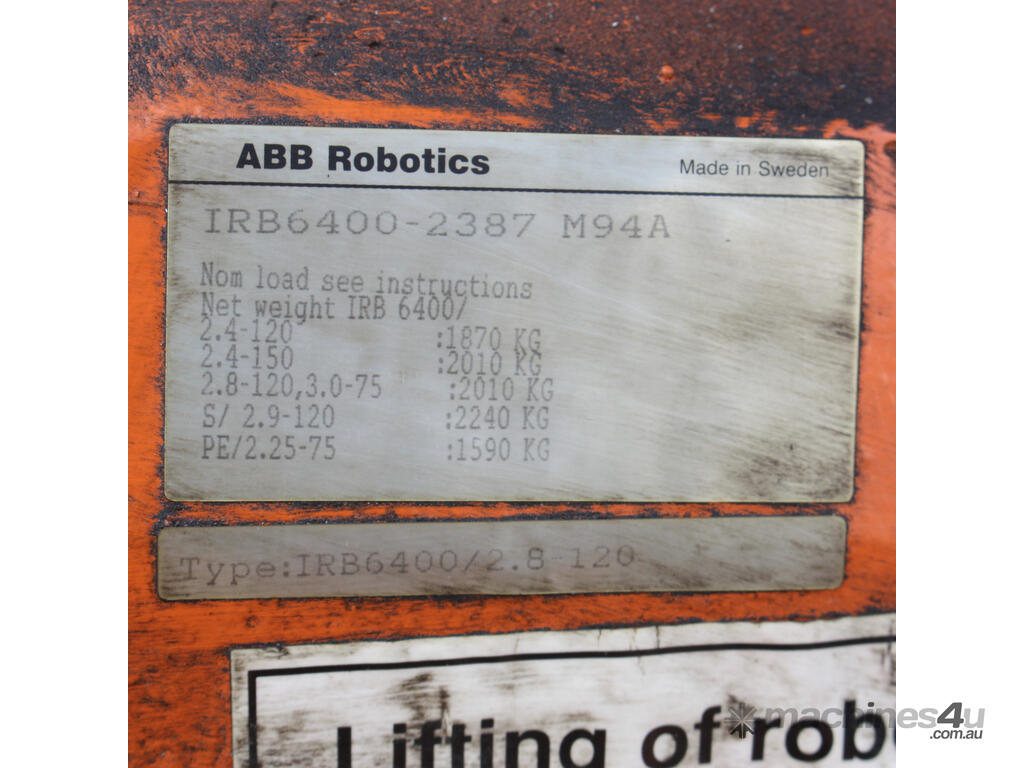 ABB Robotics Made in Sweden
IRB6400-2387 M94A
Nom load see instructions
Net weight IRB 6400/
2.4-120 :1870 KG
2.4-150 :2010 KG
2.8-120,3.0-75 :2010 KG
S/ 2.9-120 :2240 KG
PE/2.25-75 :1590 KG
Type:IRB6400/2.8-120
Lifting of rob
machines4u
.com.au